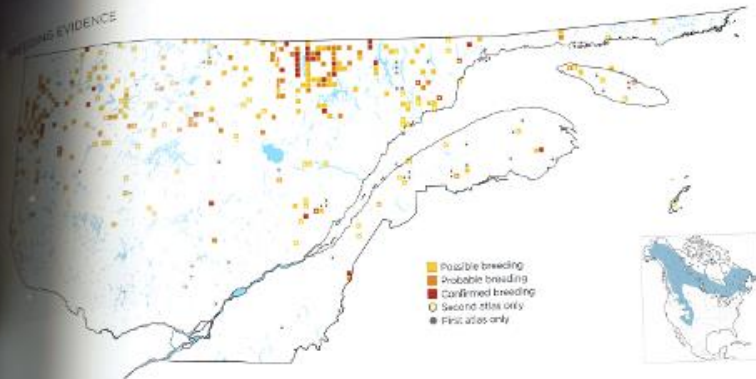 BREEDING EVIDENCE
Possible breeding
Probable breeding
Confirmed breeding
Second atlas only
First atlas only